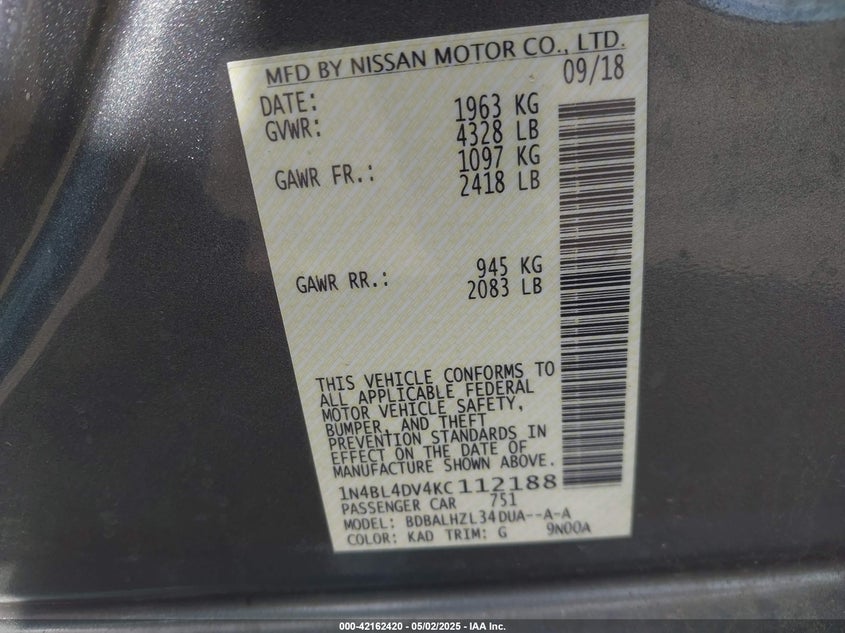 MFD BY NISSAN MOTOR CO., LTD.
DATE: 09/18
GVWR: 1963 KG
4328 LB
GAWR FR.: 1097 KG
2418 LB
GAWR RR.: 945 KG
2083 LB
THIS VEHICLE CONFORMS TO
ALL APPLICABLE FEDERAL
MOTOR VEHICLE SAFETY,
BUMPER, AND THEFT
PREVENTION STANDARDS IN
EFFECT ON THE DATE OF
MANUFACTURE SHOWN ABOVE.
1N4BL4DV4KC112188
PASSENGER CAR 751
MODEL: BDBALHZL34DUA--A-A
COLOR: KAD TRIM: G 9N00A
000-42162420 - 05/02/2025 - IAA Inc.